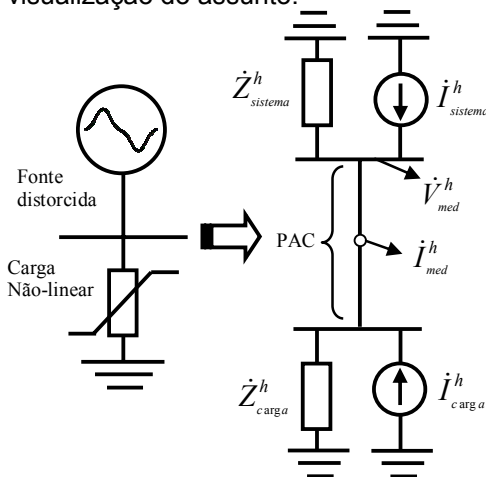 visualização do assunto.
Ż^h_sistema
İ^h_sistema
V̇^h_med
Fonte
distorcida
PAC
İ^h_med
Carga
Não-linear
Ż^h_carga
İ^h_carga